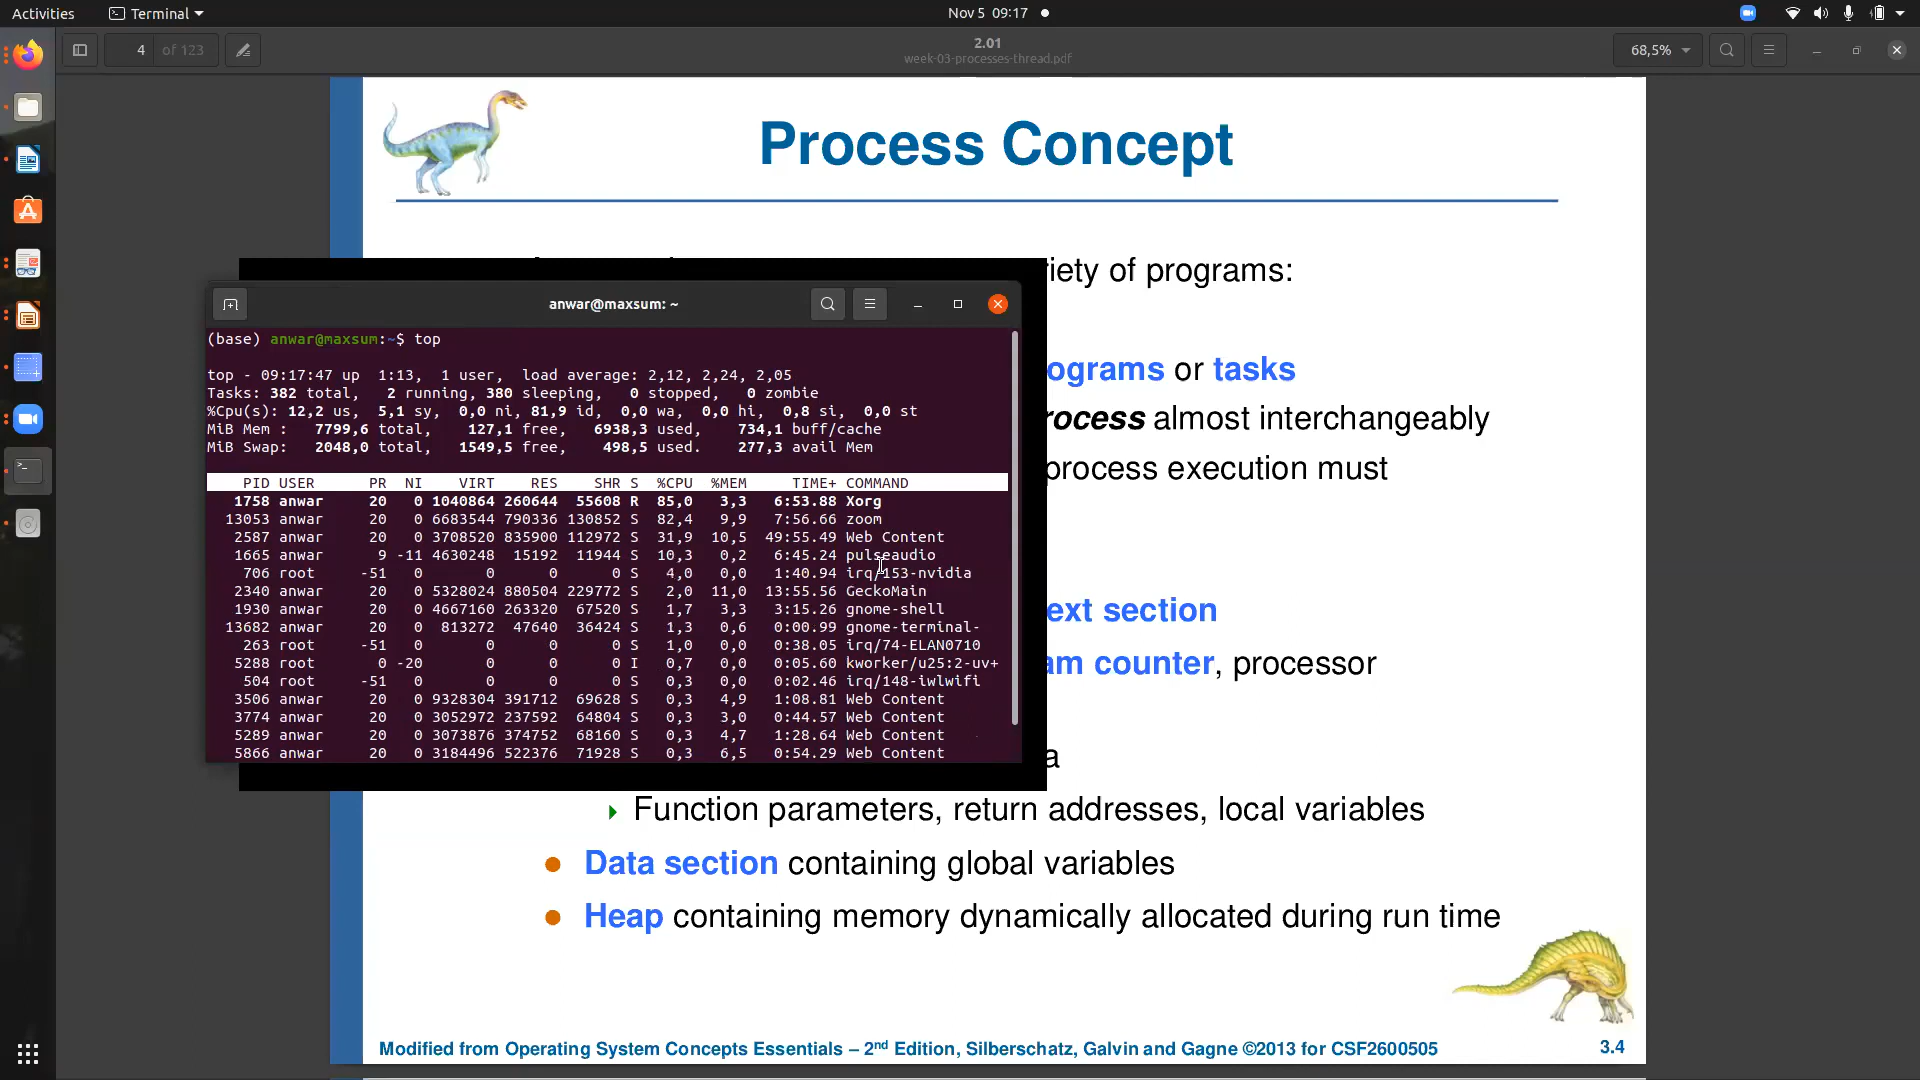 Activities
Terminal
Nov 5 09:17
4 of 123
2.01
week-03-processes-thread.pdf
68,5%
Process Concept
riety of programs:
ograms or tasks
rocess almost interchangeably
process execution must
ext section
am counter, processor
a
Function parameters, return addresses, local variables
Data section containing global variables
Heap containing memory dynamically allocated during run time
Modified from Operating System Concepts Essentials – 2nd Edition, Silberschatz, Galvin and Gagne ©2013 for CSF2600505
3.4
anwar@maxsum: ~
(base) anwar@maxsum:~$ top
top - 09:17:47 up 1:13, 1 user, load average: 2,12, 2,24, 2,05
Tasks: 382 total, 2 running, 380 sleeping, 0 stopped, 0 zombie
%Cpu(s): 12,2 us, 5,1 sy, 0,0 ni, 81,9 id, 0,0 wa, 0,0 hi, 0,8 si, 0,0 st
MiB Mem : 7799,6 total, 127,1 free, 6938,3 used, 734,1 buff/cache
MiB Swap: 2048,0 total, 1549,5 free, 498,5 used. 277,3 avail Mem
PID USER PR NI VIRT RES SHR S %CPU %MEM TIME+ COMMAND
1758 anwar 20 0 1040864 260644 55608 R 85,0 3,3 6:53.88 Xorg
13053 anwar 20 0 6683544 790336 130852 S 82,4 9,9 7:56.66 zoom
2587 anwar 20 0 3708520 835900 112972 S 31,9 10,5 49:55.49 Web Content
1665 anwar 9 -11 4630248 15192 11944 S 10,3 0,2 6:45.24 pulseaudio
706 root -51 0 0 0 0 S 4,0 0,0 1:40.94 irq/153-nvidia
2340 anwar 20 0 5328024 880504 229772 S 2,0 11,0 13:55.56 GeckoMain
1930 anwar 20 0 4667160 263320 67520 S 1,7 3,3 3:15.26 gnome-shell
13682 anwar 20 0 813272 47640 36424 S 1,3 0,6 0:00.99 gnome-terminal-
263 root -51 0 0 0 0 S 1,0 0,0 0:38.05 irq/74-ELAN0710
5288 root 0 -20 0 0 0 I 0,7 0,0 0:05.60 kworker/u25:2-uv+
504 root -51 0 0 0 0 S 0,3 0,0 0:02.46 irq/148-iwlwifi
3506 anwar 20 0 9328304 391712 69628 S 0,3 4,9 1:08.81 Web Content
3774 anwar 20 0 3052972 237592 64804 S 0,3 3,0 0:44.57 Web Content
5289 anwar 20 0 3073876 374752 68160 S 0,3 4,7 1:28.64 Web Content
5866 anwar 20 0 3184496 522376 71928 S 0,3 6,5 0:54.29 Web Content